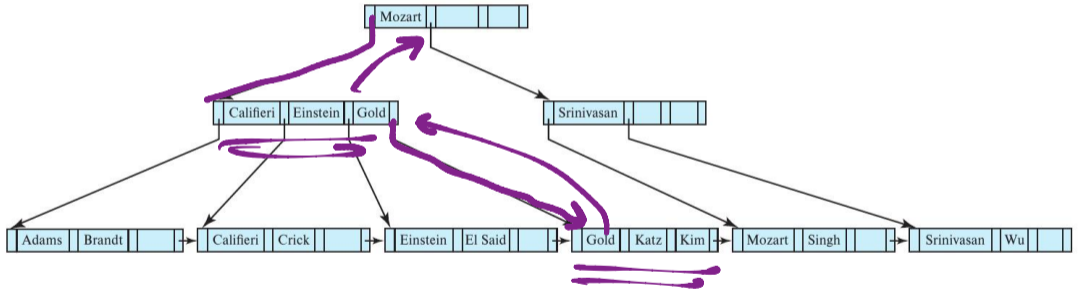 Mozart
Califieri Einstein Gold
Srinivasan
Adams Brandt
Califieri Crick
Einstein El Said
Gold Katz Kim
Mozart Singh
Srinivasan Wu